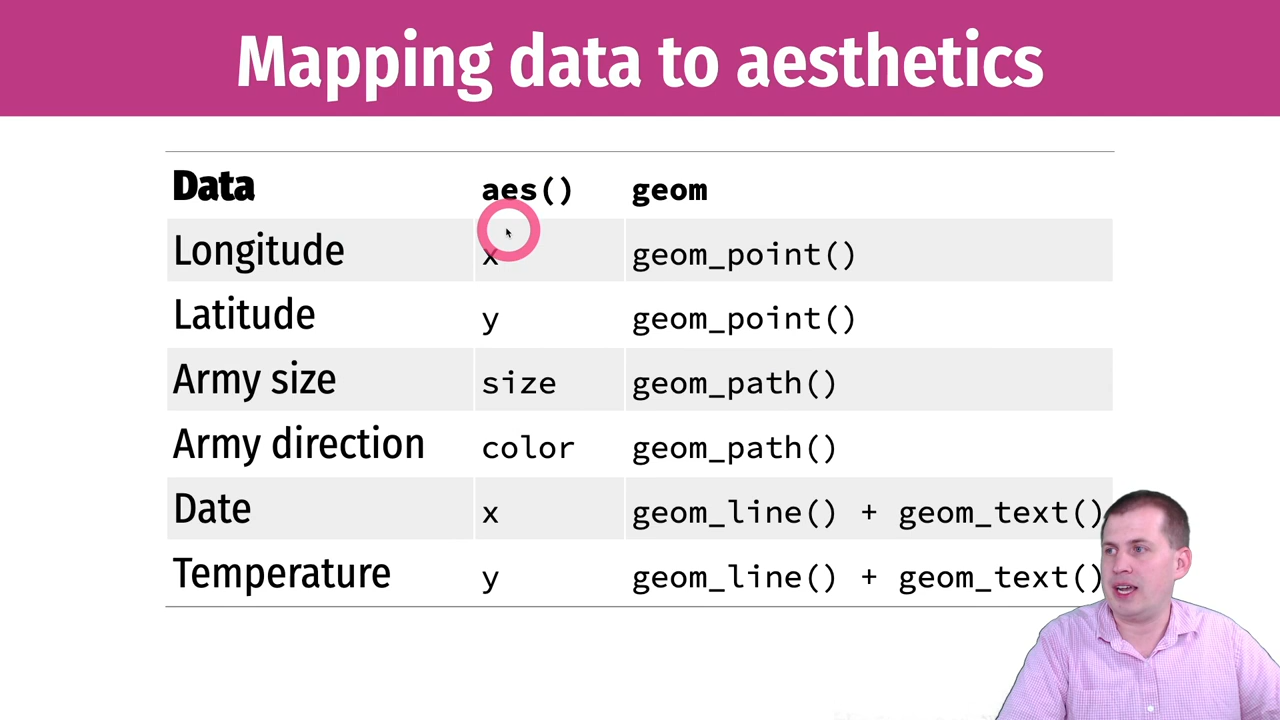 Mapping data to aesthetics
Data aes() geom
Longitude x geom_point()
Latitude y geom_point()
Army size size geom_path()
Army direction color geom_path()
Date x geom_line() + geom_text()
Temperature y geom_line() + geom_text()